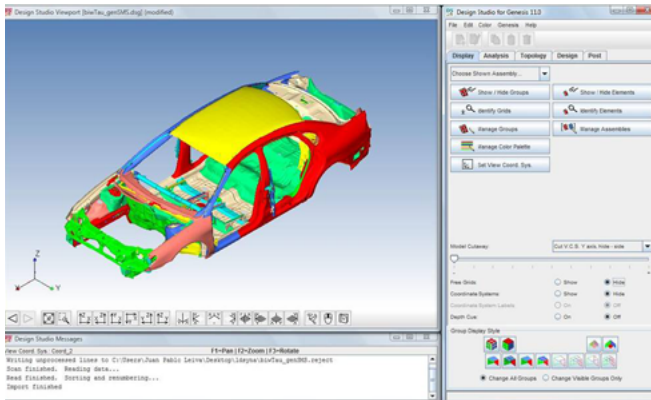 Design Studio Viewport [biwTau_genSMS.dsg] (modified)
Z
X
Y
Design Studio Messages
View Coord. Sys : Coord_2
F1=Pan | F2=Zoom | F3=Rotate
Writing unprocessed lines to C:\Users\Juan Pablo Leiva\Desktop\ldeyna\biwTau_genSMS.reject
Scan finished. Reading data...
Read finished. Sorting and renumbering...
Import finished
Design Studio for Genesis 11.0
File Edit Color Genesis Help
Display Analysis Topology Design Post
Choose Shown Assembly...
Show / Hide Groups
Show / Hide Elements
Identify Grids
Identify Elements
Manage Groups
Manage Assemblies
Manage Color Palette
Set View Coord. Sys.
Model Cutaway:
Cut V.C.S. Y axis, hide - side
Free Grids:
Show
Hide
Coordinate Systems:
Show
Hide
Coordinate System Labels:
On
Off
Depth Cue:
On
Off
Group Display Style
Change All Groups
Change Visible Groups Only